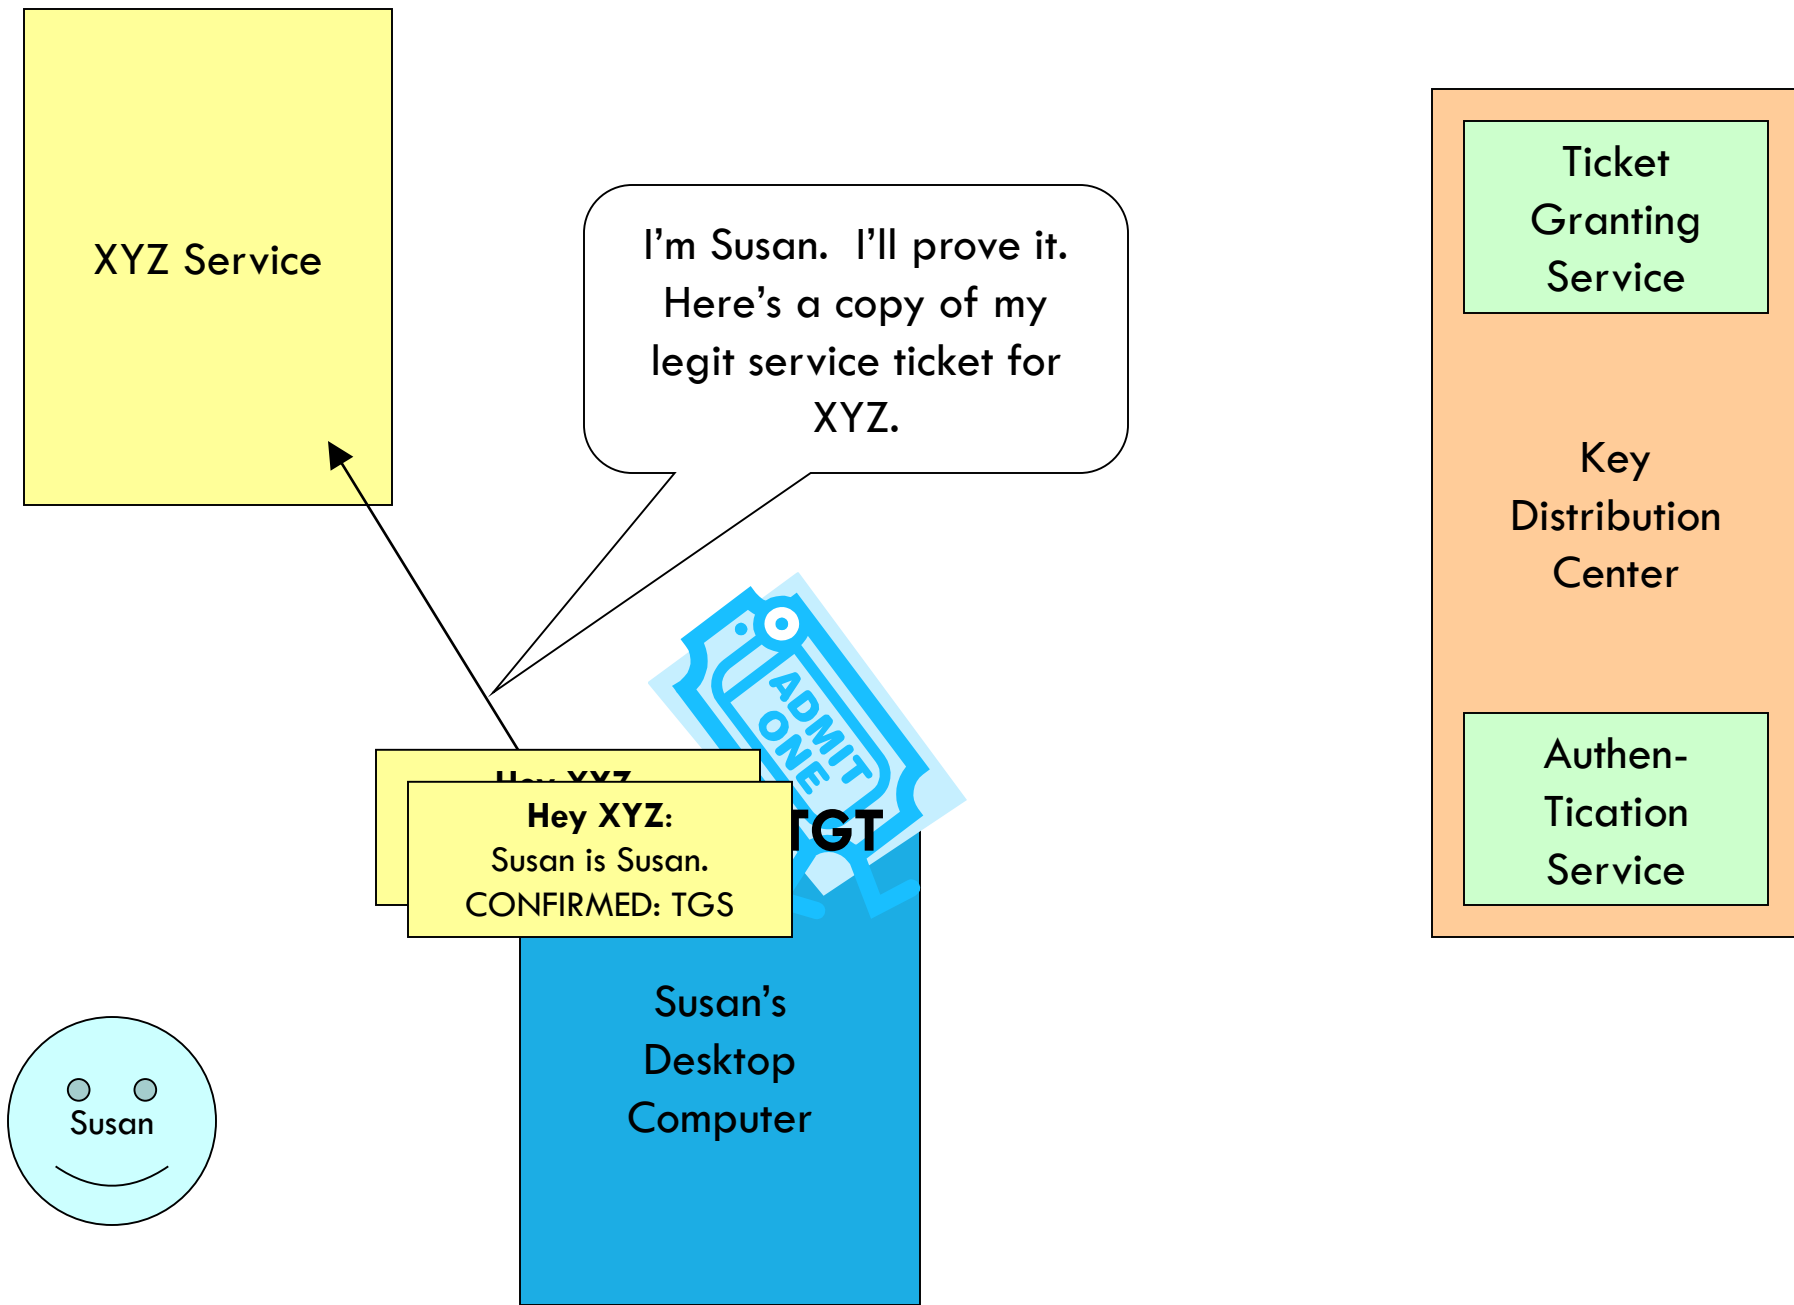 XYZ Service
I’m Susan.  I’ll prove it.
Here’s a copy of my
legit service ticket for
XYZ.
Ticket
Granting
Service
Key
Distribution
Center
Authen-
Tication
Service
ADMIT
ONE
TGT
Hey XYZ
Hey XYZ:
Susan is Susan.
CONFIRMED: TGS
Susan’s
Desktop
Computer
Susan